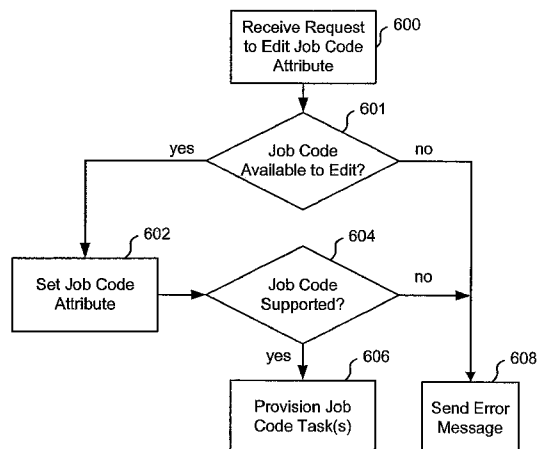 Receive Request
to Edit Job Code
Attribute
600
601
Job Code
Available to Edit?
yes
no
602
Set Job Code
Attribute
604
Job Code
Supported?
no
yes
606
Provision Job
Code Task(s)
608
Send Error
Message